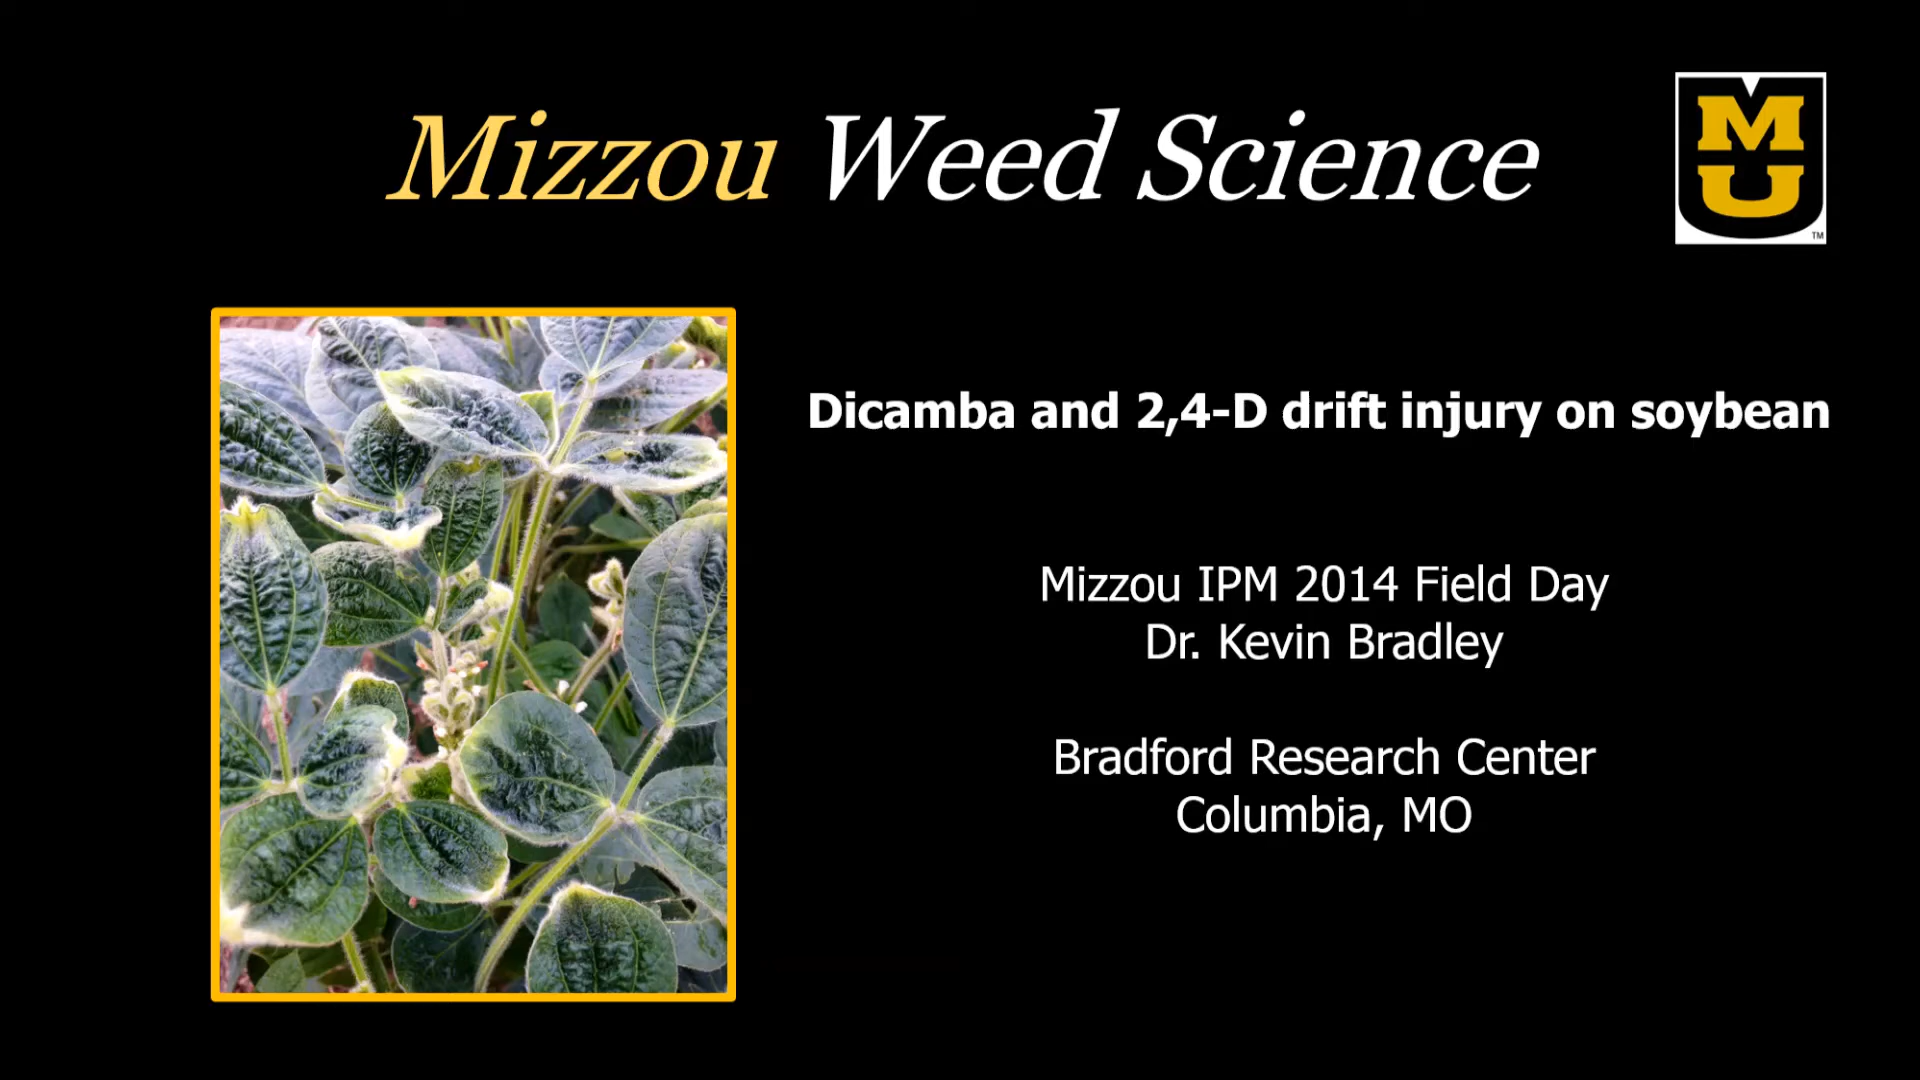 Mizzou Weed Science
MU
TM
Dicamba and 2,4-D drift injury on soybean
Mizzou IPM 2014 Field Day
Dr. Kevin Bradley
Bradford Research Center
Columbia, MO